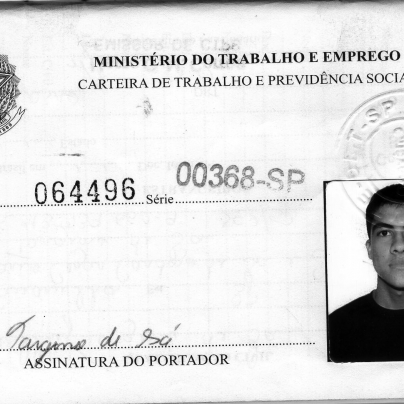 MINISTÉRIO DO TRABALHO E EMPREGO
CARTEIRA DE TRABALHO E PREVIDÊNCIA SOCIA
064496 Série 00368-SP
Targino de Sá
ASSINATURA DO PORTADOR